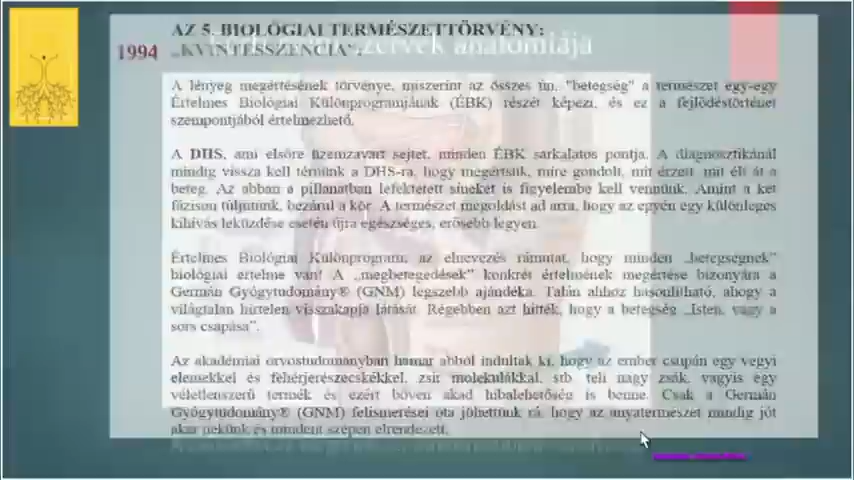 AZ 5. BIOLÓGIAI TERMÉSZETTÖRVÉNY:
1994 „KVINTESSZENCIA”:
szervek anatómiája
A lényeg megértésének törvénye, miszerint az összes ún. "betegség" a természet egy-egy
Értelmes Biológiai Különprogramjának (ÉBK) részét képezi, és ez a fejlődéstörténet
szempontjából értelmezhető.
A DHS, ami elsőre üzemzavart sejtet, minden ÉBK sarkalatos pontja. A diagnosztikánál
mindig vissza kell térnünk a DHS-ra, hogy megértsük, mire gondolt, mit érzett, mit élt át a
beteg. Az abban a pillanatban lefektetett síneket is figyelembe kell vennünk. Amint a két
fázison túljutunk, bezárul a kör. A természet megoldást ad arra, hogy az egyén egy különleges
kihívás leküzdése esetén újra egészséges, erősebb legyen.
Értelmes Biológiai Különprogram, az elnevezés rámutat, hogy minden „betegségnek”
biológiai értelme van! A „megbetegedések” konkrét értelmének megértése bizonyára a
Germán Gyógytudomány® (GNM) legszebb ajándéka. Talán ahhoz hasonlítható, ahogy a
világtalan hirtelen visszakapja látását. Régebben azt hitték, hogy a betegség „Isten, vagy a
sors csapása”.
Az akadémiai orvostudományban hamar abból indultak ki, hogy az ember csupán egy vegyi
elemekkel és fehérjerészecskékkel, zsír molekulákkal, stb teli nagy zsák, vagyis egy
véletlenszerű termék és ezért bőven akad hibalehetőség is benne. Csak a Germán
Gyógytudomány® (GNM) felismerései óta jöhettünk rá, hogy az anyatermészet mindig jót
akar nekünk és mindent szépen elrendezett.